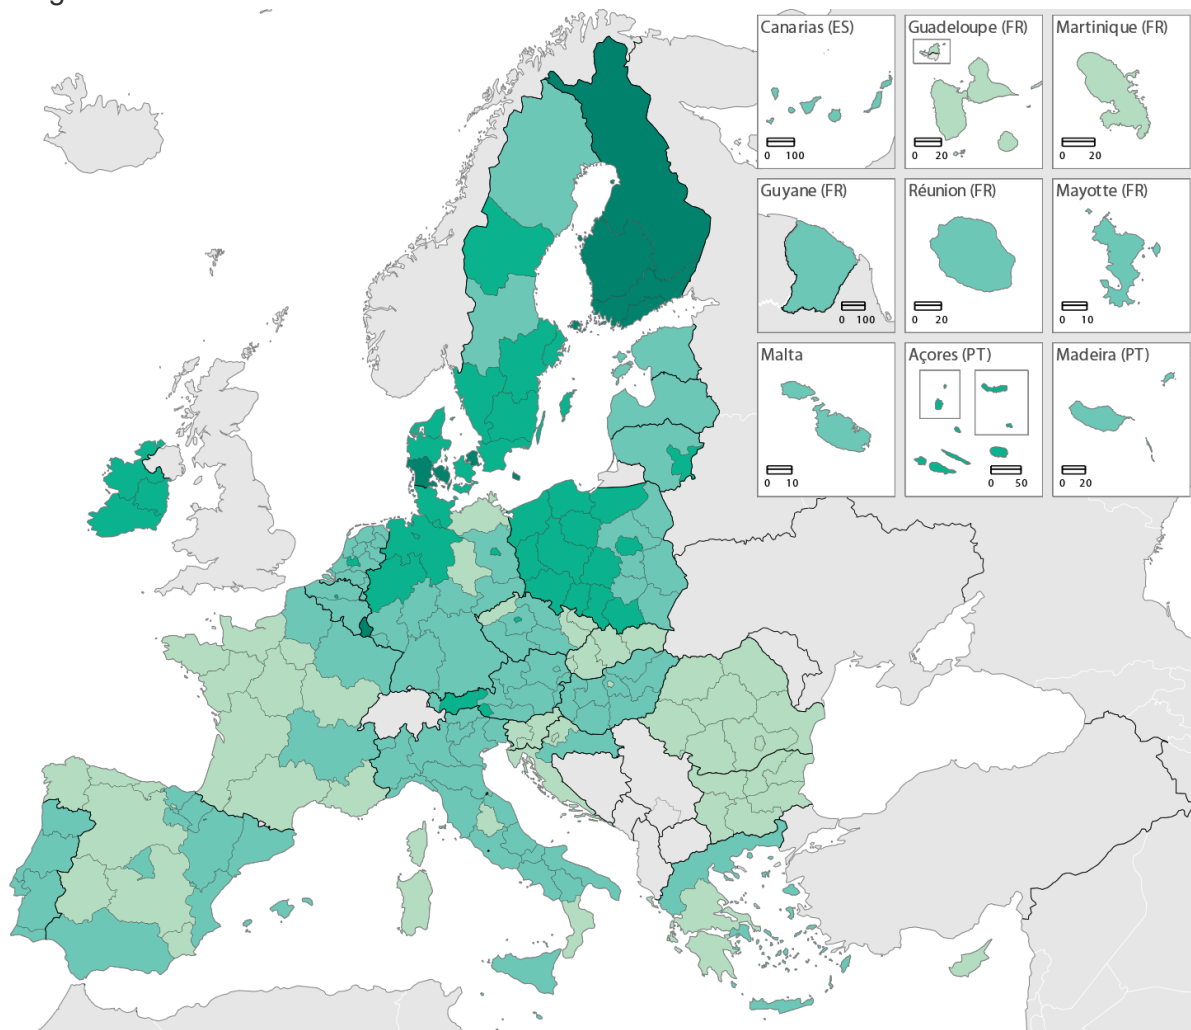 Canarias (ES)
0 100
Guadeloupe (FR)
0 20
Martinique (FR)
0 20
Guyane (FR)
0 100
Réunion (FR)
0 20
Mayotte (FR)
0 10
Malta
0 10
Açores (PT)
0 50
Madeira (PT)
0 20